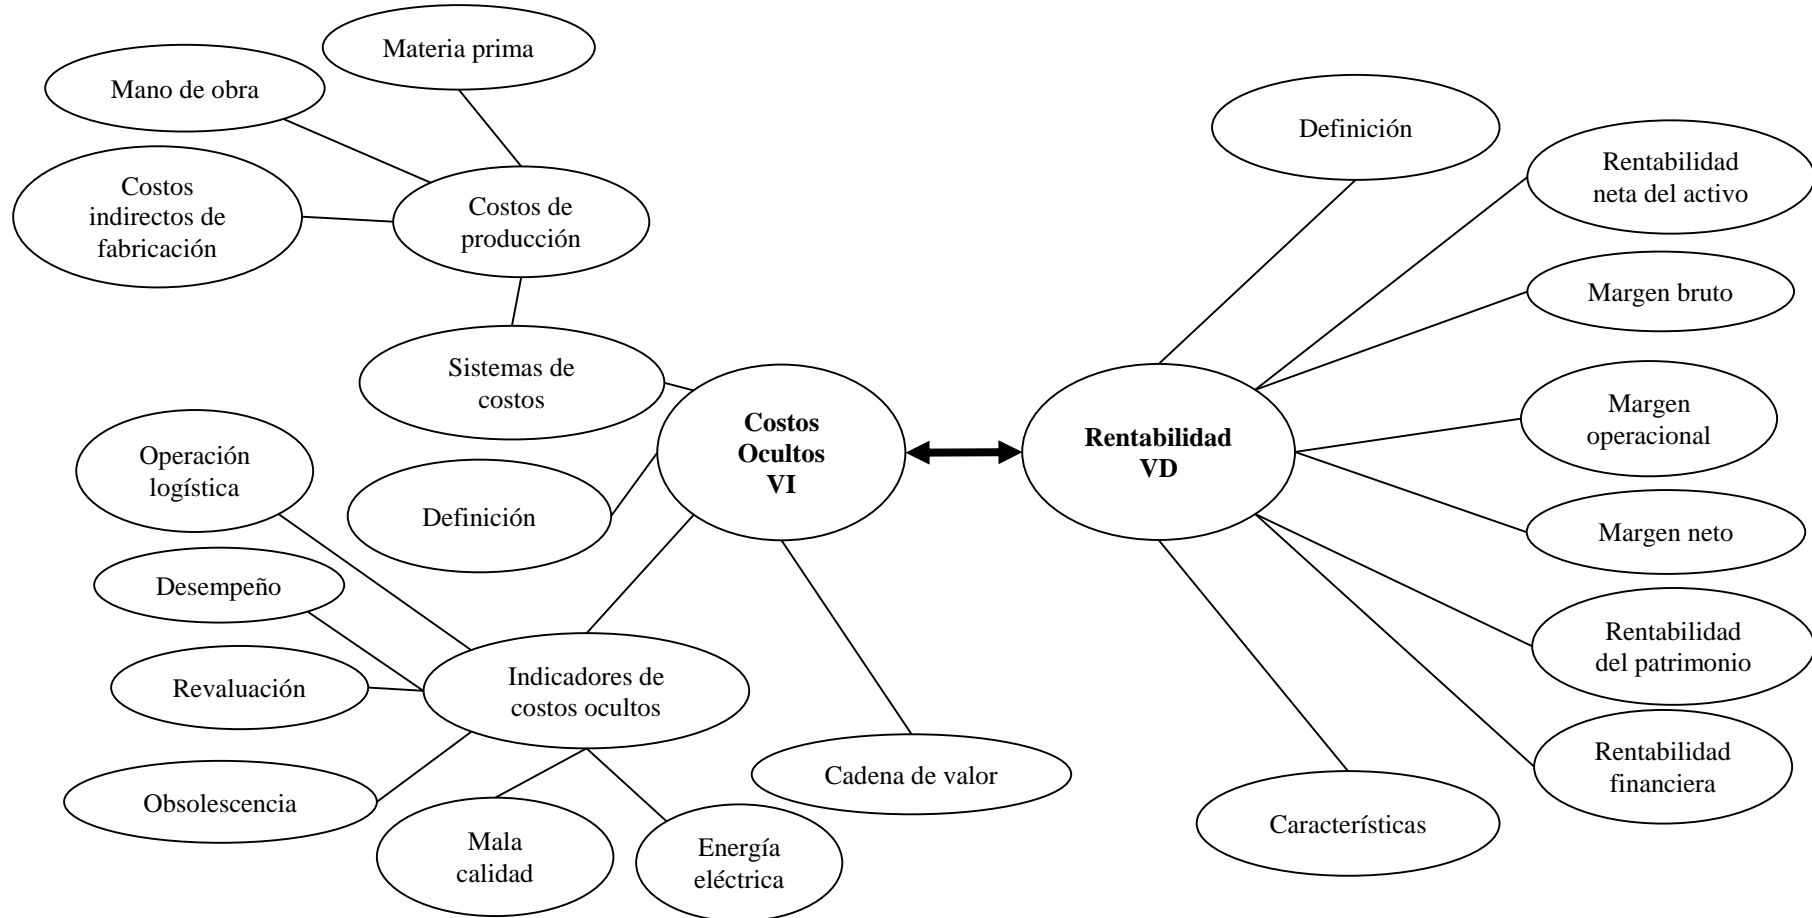 Materia prima
Mano de obra
Costos
indirectos de
fabricación
Costos de
producción
Sistemas de
costos
Definición
Costos
Ocultos
VI
Operación
logística
Desempeño
Revaluación
Obsolescencia
Indicadores de
costos ocultos
Mala
calidad
Energía
eléctrica
Cadena de valor
Rentabilidad
VD
Definición
Rentabilidad
neta del activo
Margen bruto
Margen
operacional
Margen neto
Rentabilidad
del patrimonio
Rentabilidad
financiera
Características